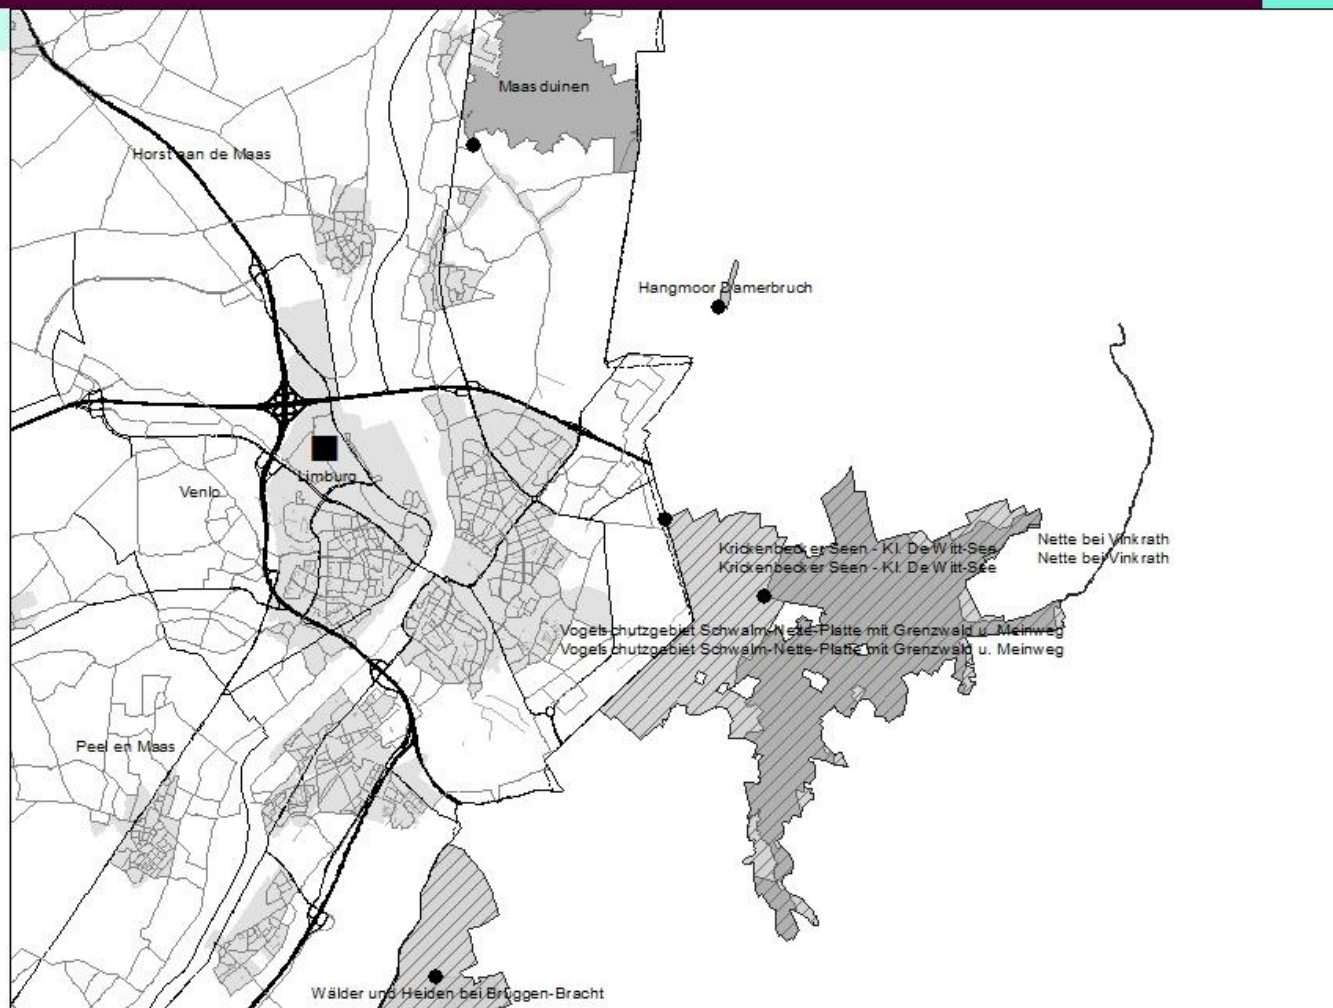 Maasduinen
Horst aan de Maas
Hangmoor Damerbruch
Limburg
Venlo
Krickenbecker Seen - Kl. De Witt-See
Krickenbecker Seen - Kl. De Witt-See
Nette bei Vinkrath
Nette bei Vinkrath
Vogelschutzgebiet Schwalm-Nette-Platte mit Grenzwald u. Meinweg
Vogelschutzgebiet Schwalm-Nette-Platte mit Grenzwald u. Meinweg
Peel en Maas
Wälder und Heiden bei Brüggen-Bracht